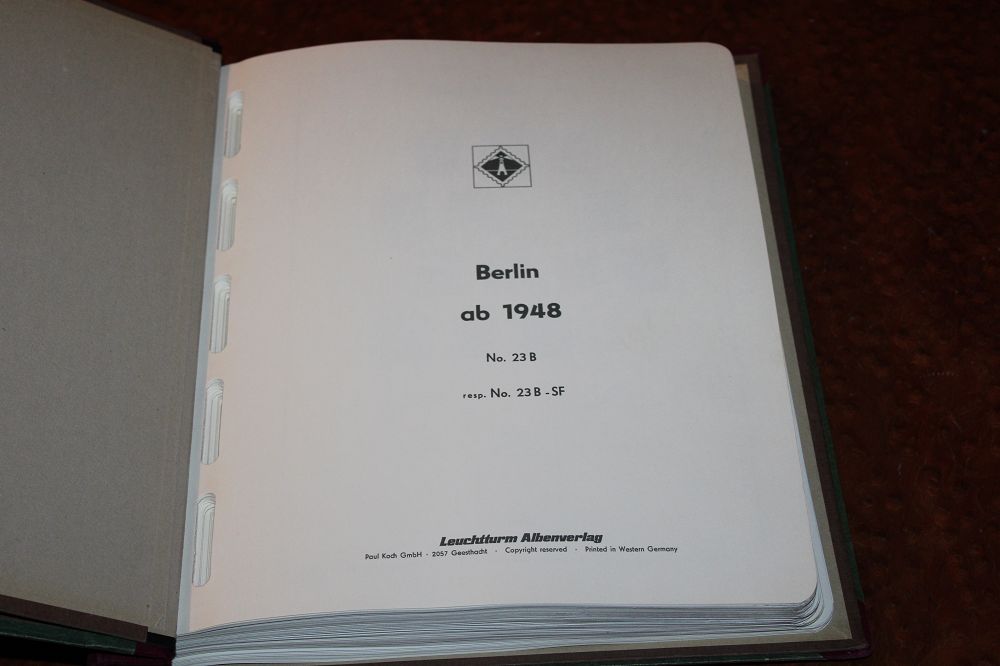 Berlin
ab 1948
No. 23 B
resp. No. 23 B - SF
Leuchtturm Albenverlag
Paul Koch GmbH · 2057 Geesthacht · Copyright reserved · Printed in Western Germany